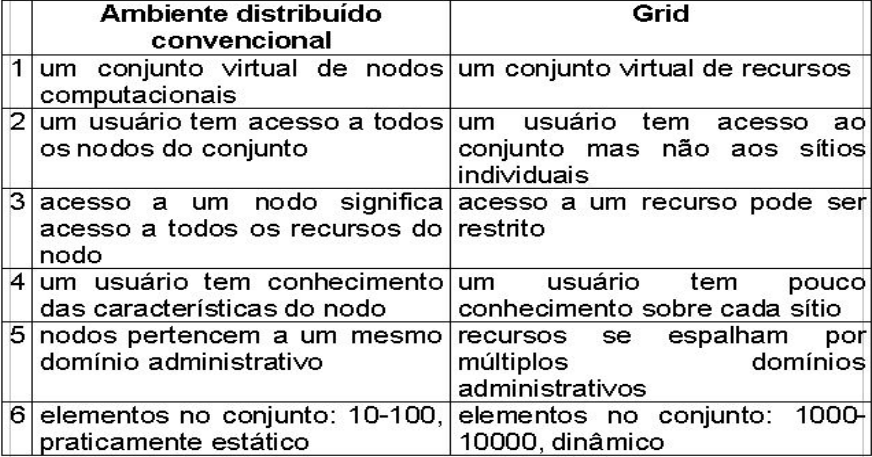 Ambiente distribuído convencional
Grid
1 um conjunto virtual de nodos computacionais
um conjunto virtual de recursos
2 um usuário tem acesso a todos os nodos do conjunto
um usuário tem acesso ao conjunto mas não aos sítios individuais
3 acesso a um nodo significa acesso a todos os recursos do nodo
acesso a um recurso pode ser restrito
4 um usuário tem conhecimento das características do nodo
um usuário tem pouco conhecimento sobre cada sítio
5 nodos pertencem a um mesmo domínio administrativo
recursos se espalham por múltiplos domínios administrativos
6 elementos no conjunto: 10-100, praticamente estático
elementos no conjunto: 1000-10000, dinâmico